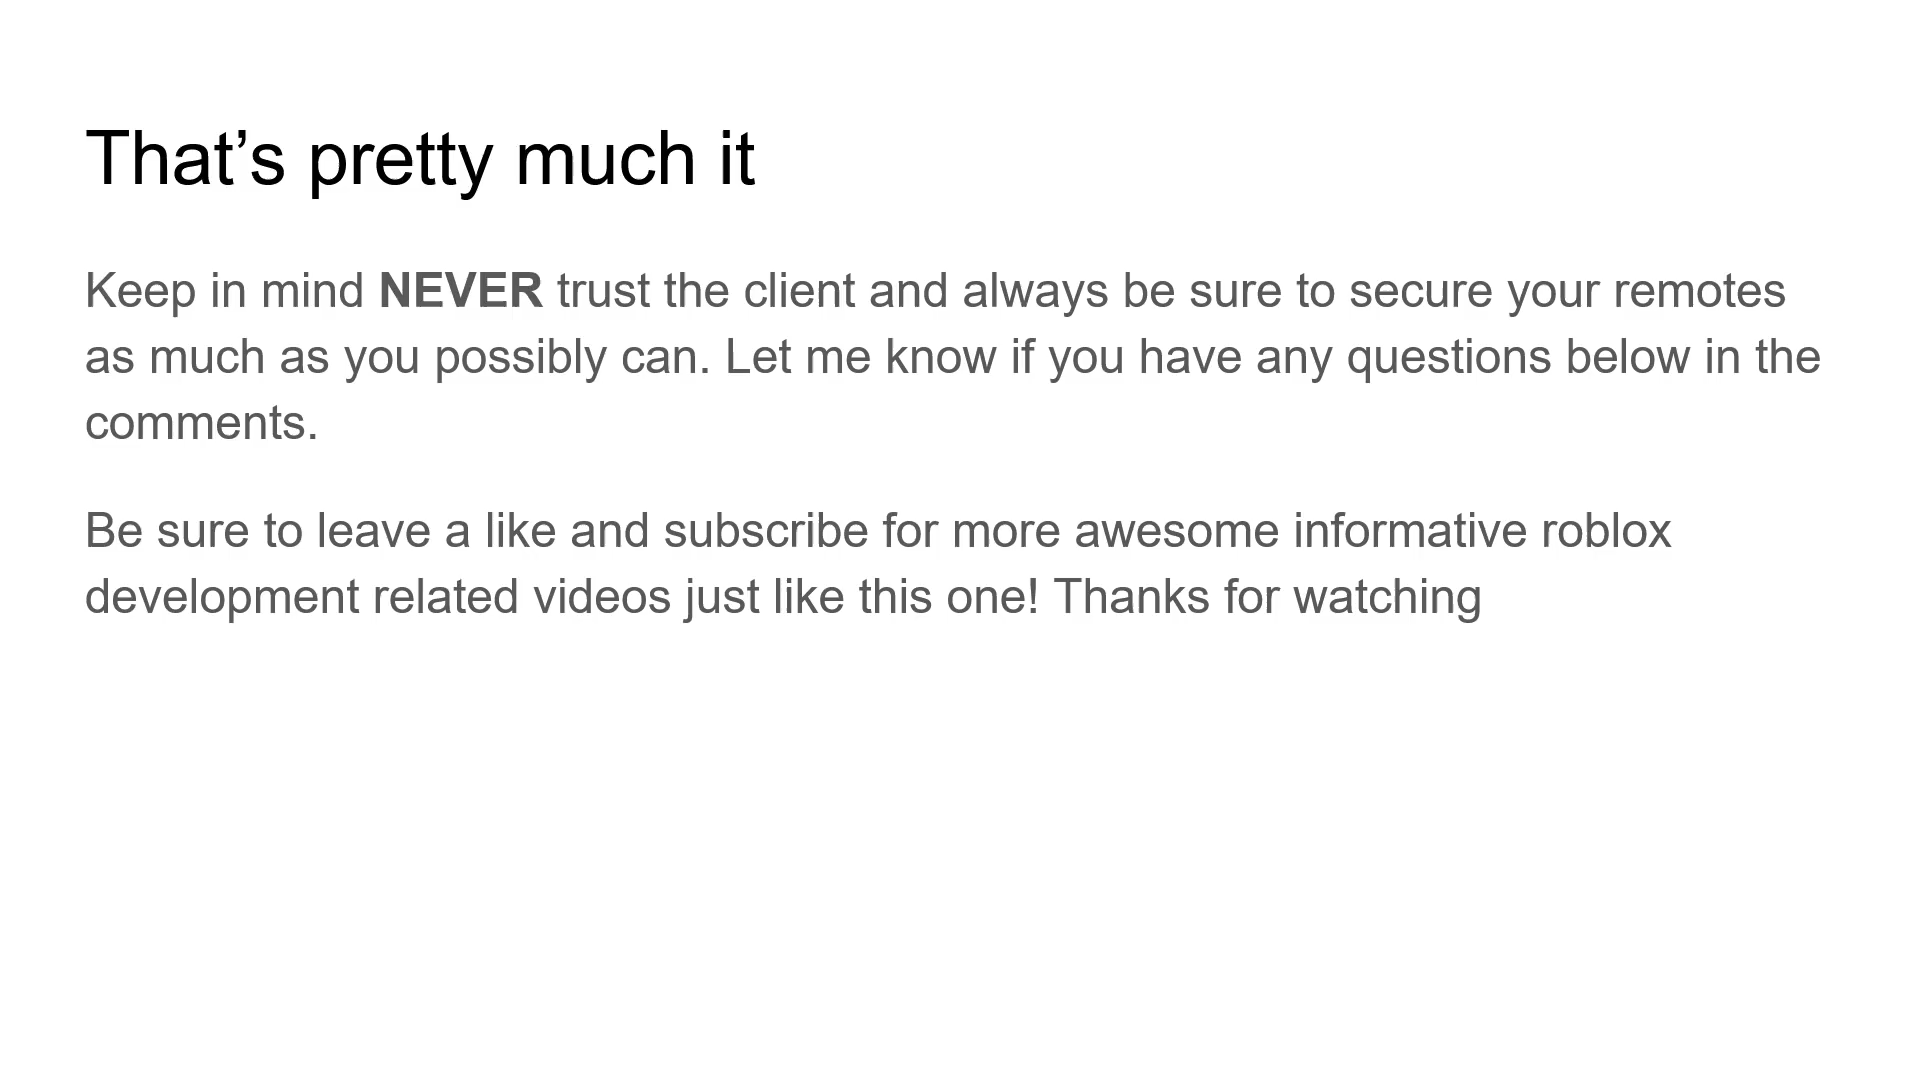 That’s pretty much it
Keep in mind NEVER trust the client and always be sure to secure your remotes
as much as you possibly can. Let me know if you have any questions below in the
comments.
Be sure to leave a like and subscribe for more awesome informative roblox
development related videos just like this one! Thanks for watching